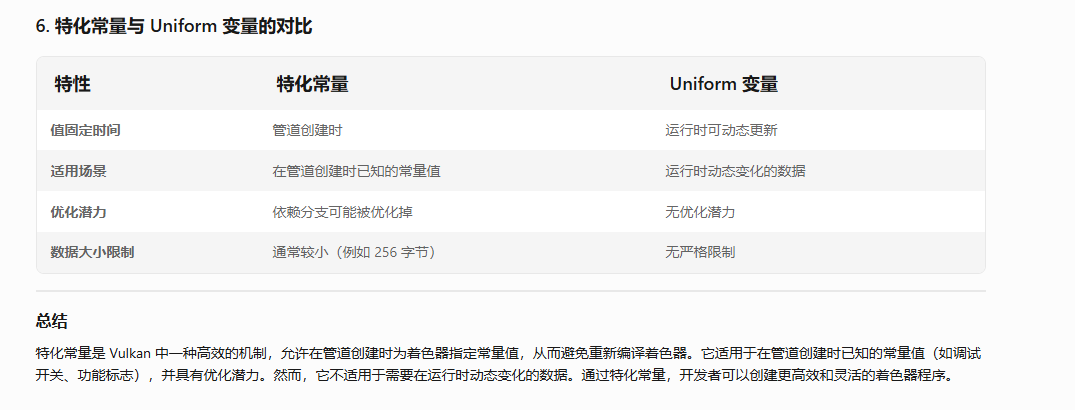 6. 特化常量与 Uniform 变量的对比
特性 特化常量 Uniform 变量
值固定时间 管道创建时 运行时可动态更新
适用场景 在管道创建时已知的常量值 运行时动态变化的数据
优化潜力 依赖分支可能被优化掉 无优化潜力
数据大小限制 通常较小（例如 256 字节） 无严格限制
总结
特化常量是 Vulkan 中一种高效的机制，允许在管道创建时为着色器指定常量值，从而避免重新编译着色器。它适用于在管道创建时已知的常量值（如调试
开关、功能标志），并具有优化潜力。然而，它不适用于需要在运行时动态变化的数据。通过特化常量，开发者可以创建更高效和灵活的着色器程序。